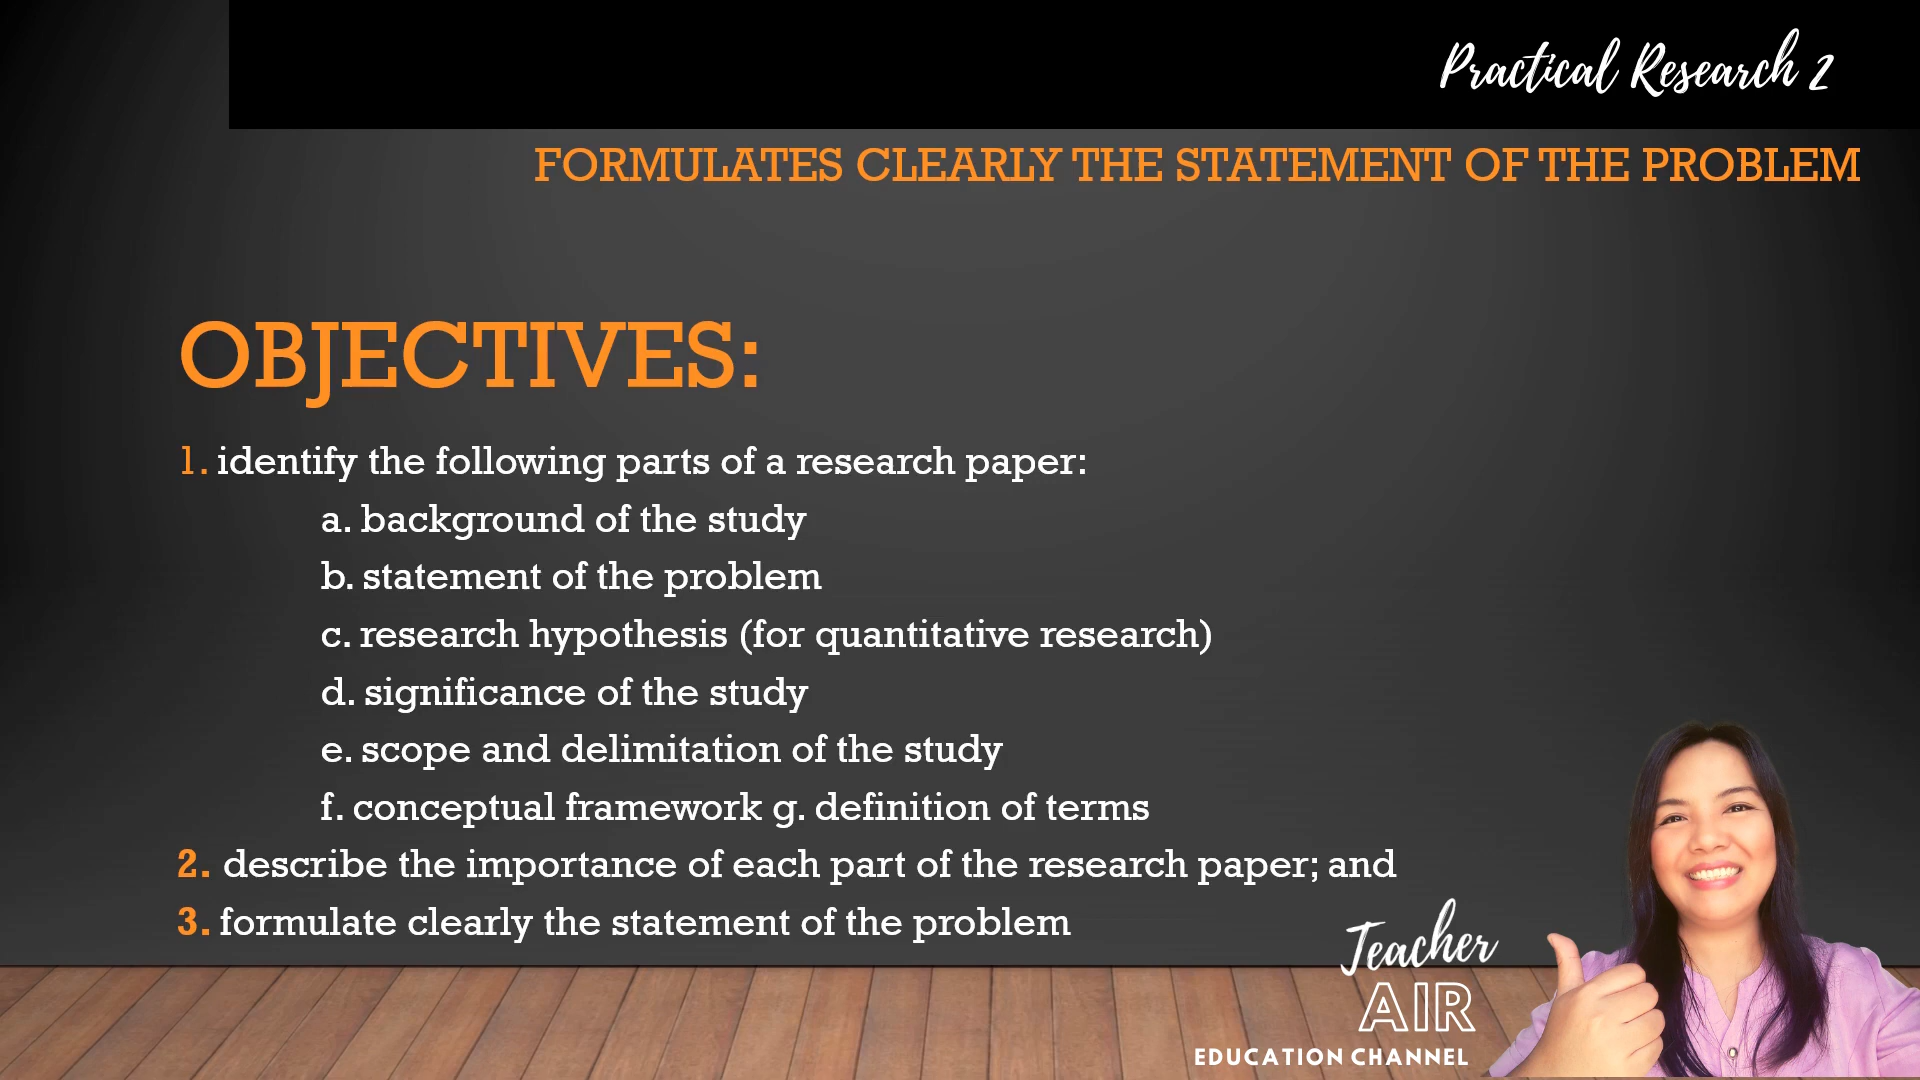 Practical Research 2
FORMULATES CLEARLY THE STATEMENT OF THE PROBLEM
OBJECTIVES:
1. identify the following parts of a research paper:
a. background of the study
b. statement of the problem
c. research hypothesis (for quantitative research)
d. significance of the study
e. scope and delimitation of the study
f. conceptual framework g. definition of terms
2. describe the importance of each part of the research paper; and
3. formulate clearly the statement of the problem
Teacher
AIR
EDUCATION CHANNEL